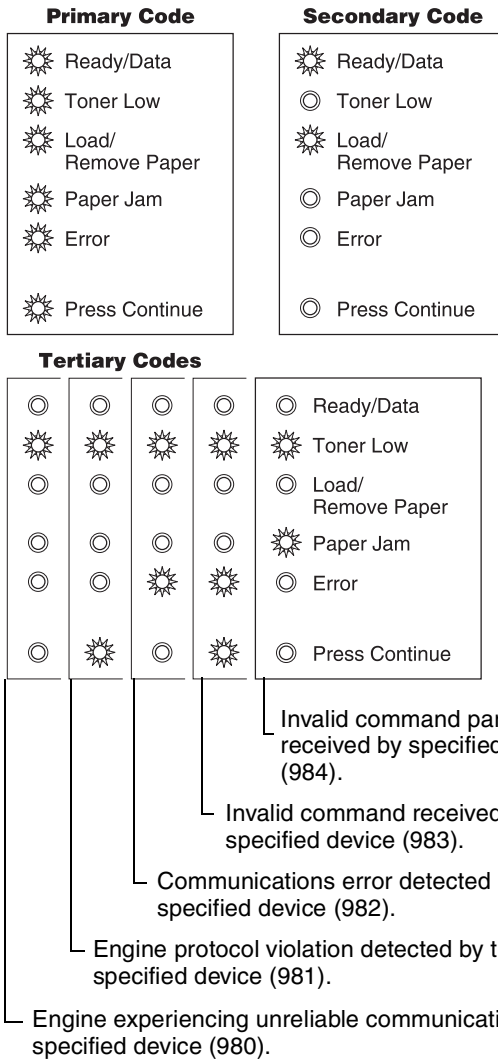 Primary Code
Ready/Data
Toner Low
Load/
Remove Paper
Paper Jam
Error
Press Continue
Secondary Code
Ready/Data
Toner Low
Load/
Remove Paper
Paper Jam
Error
Press Continue
Tertiary Codes
Ready/Data
Toner Low
Load/
Remove Paper
Paper Jam
Error
Press Continue
Invalid command
received by specified
(984).
Invalid command received
specified device (983).
Communications error detected
specified device (982).
Engine protocol violation detected by
specified device (981).
Engine experiencing unreliable
specified device (980).